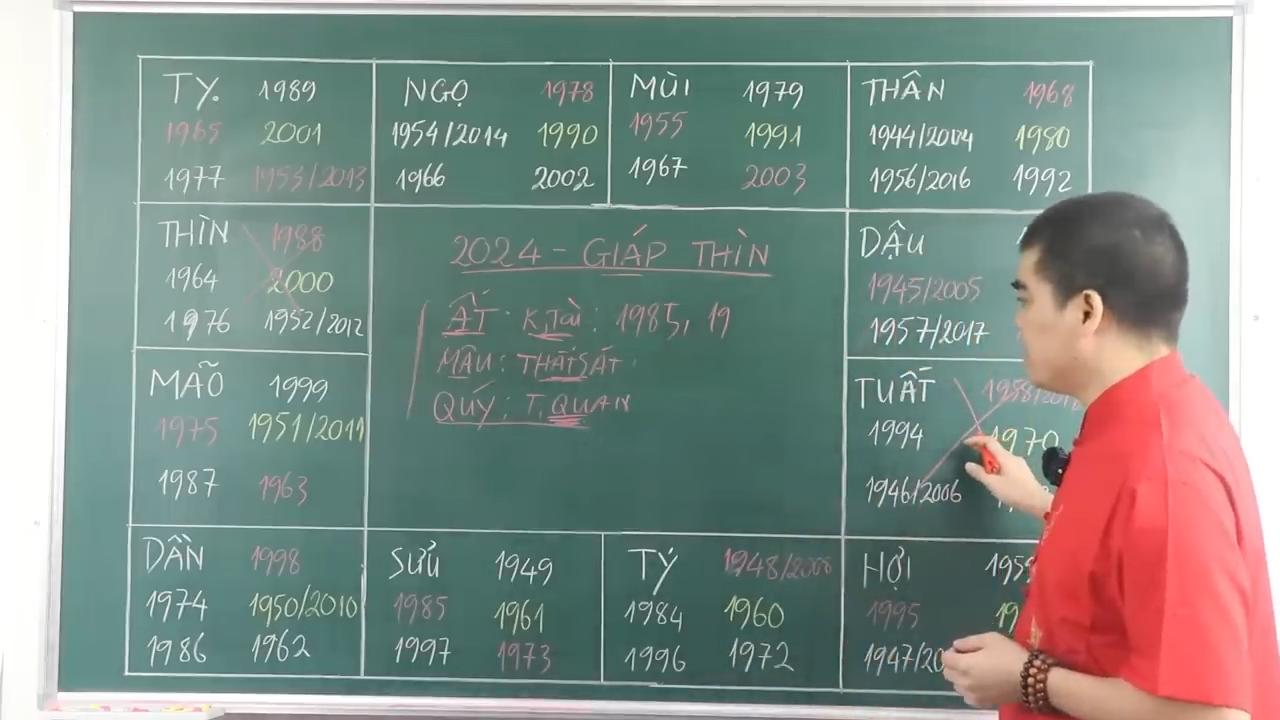 TỴ. 1989
1965 2001
1977 1953/2013
NGỌ 1978
1954/2014 1990
1966 2002
MÙI 1979
1955 1991
1967 2003
THÂN 1968
1944/2004 1980
1956/2016 1992
THÌN 1988
1964 2000
1976 1952/2012
2024 - GIÁP THÌN
ẤT: K,Tài: 1985, 19
MẬU: THẤT SÁT
QUÝ: T, QUAN
DẬU
1945/2005
1957/2017
MÃO 1999
1975 1951/2011
1987 1963
TUẤT
1994 1970
1946/2006
DẦN 1998
1974 1950/2010
1986 1962
SỬU 1949
1985 1961
1997 1973
TÝ 1948/2008
1984 1960
1996 1972
HỢI
1995